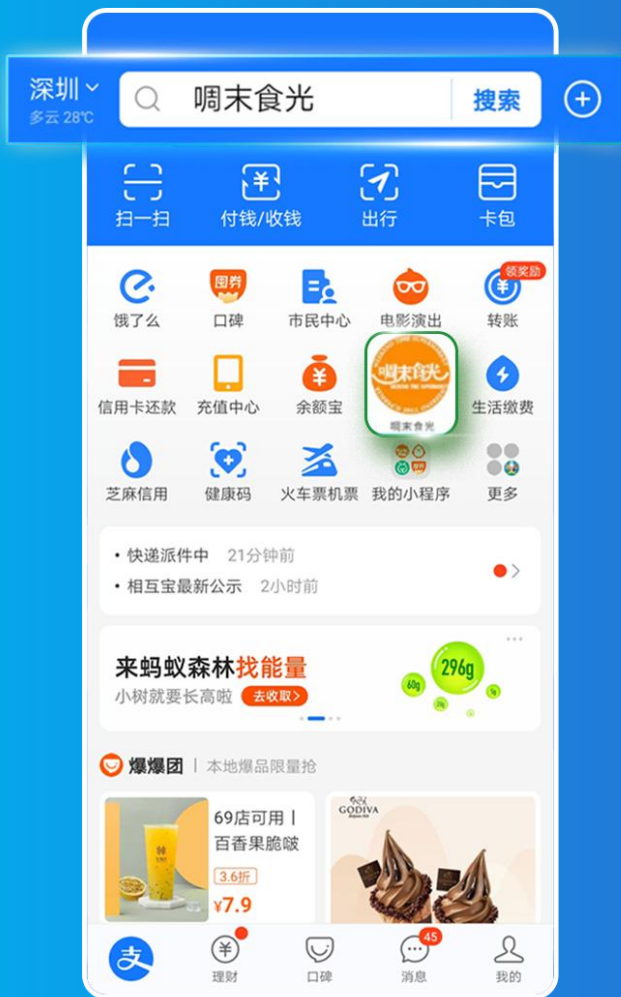 深圳
多云 28℃
啁末食光
搜索
扫一扫
付钱/收钱
出行
卡包
囤券
领奖励
饿了么
口碑
市民中心
电影演出
转账
啁末食光
信用卡还款
充值中心
余额宝
啁末食光
生活缴费
芝麻信用
健康码
火车票机票
我的小程序
更多
• 快递派件中 21分钟前
• 相互宝最新公示 2小时前
来蚂蚁森林找能量
小树就要长高啦 去收取>
296g
60g
爆爆团 | 本地爆品限量抢
69店可用丨
百香果脆啵
3.6折
¥7.9
GODIVA
支
45
理财
口碑
消息
我的